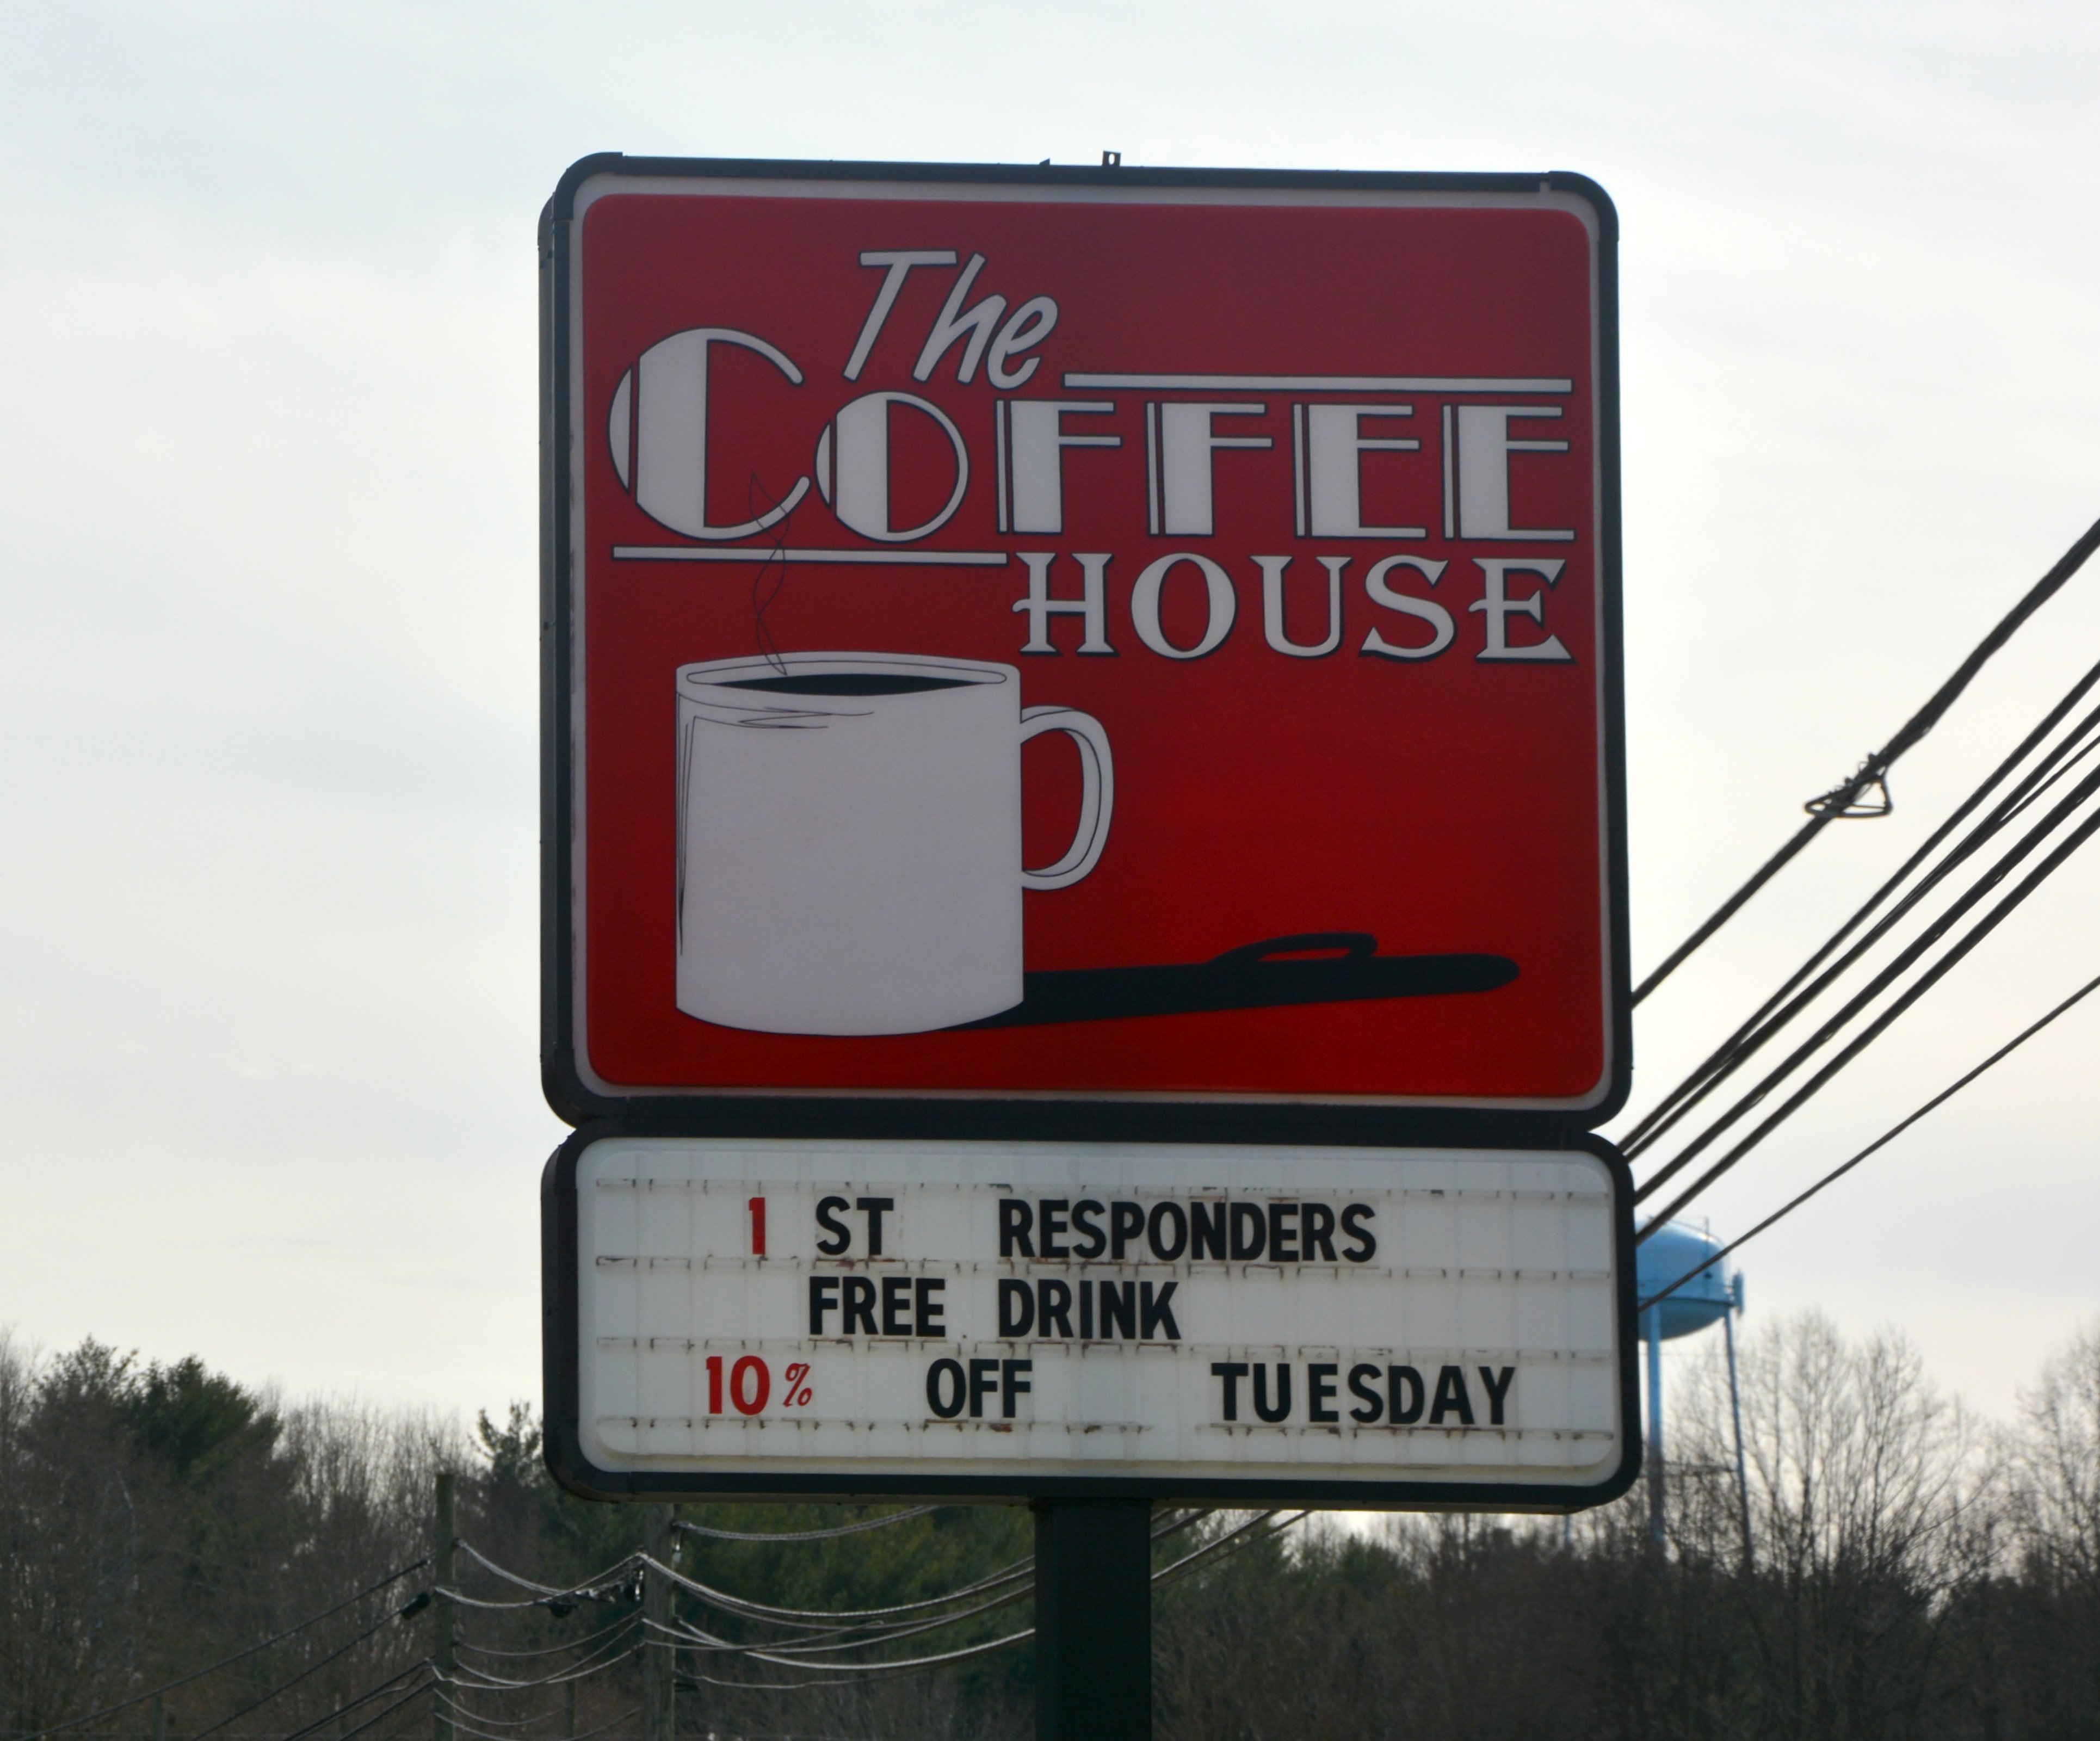 The
COFFEE
HOUSE
1 ST RESPONDERS
FREE DRINK
10% OFF TUESDAY